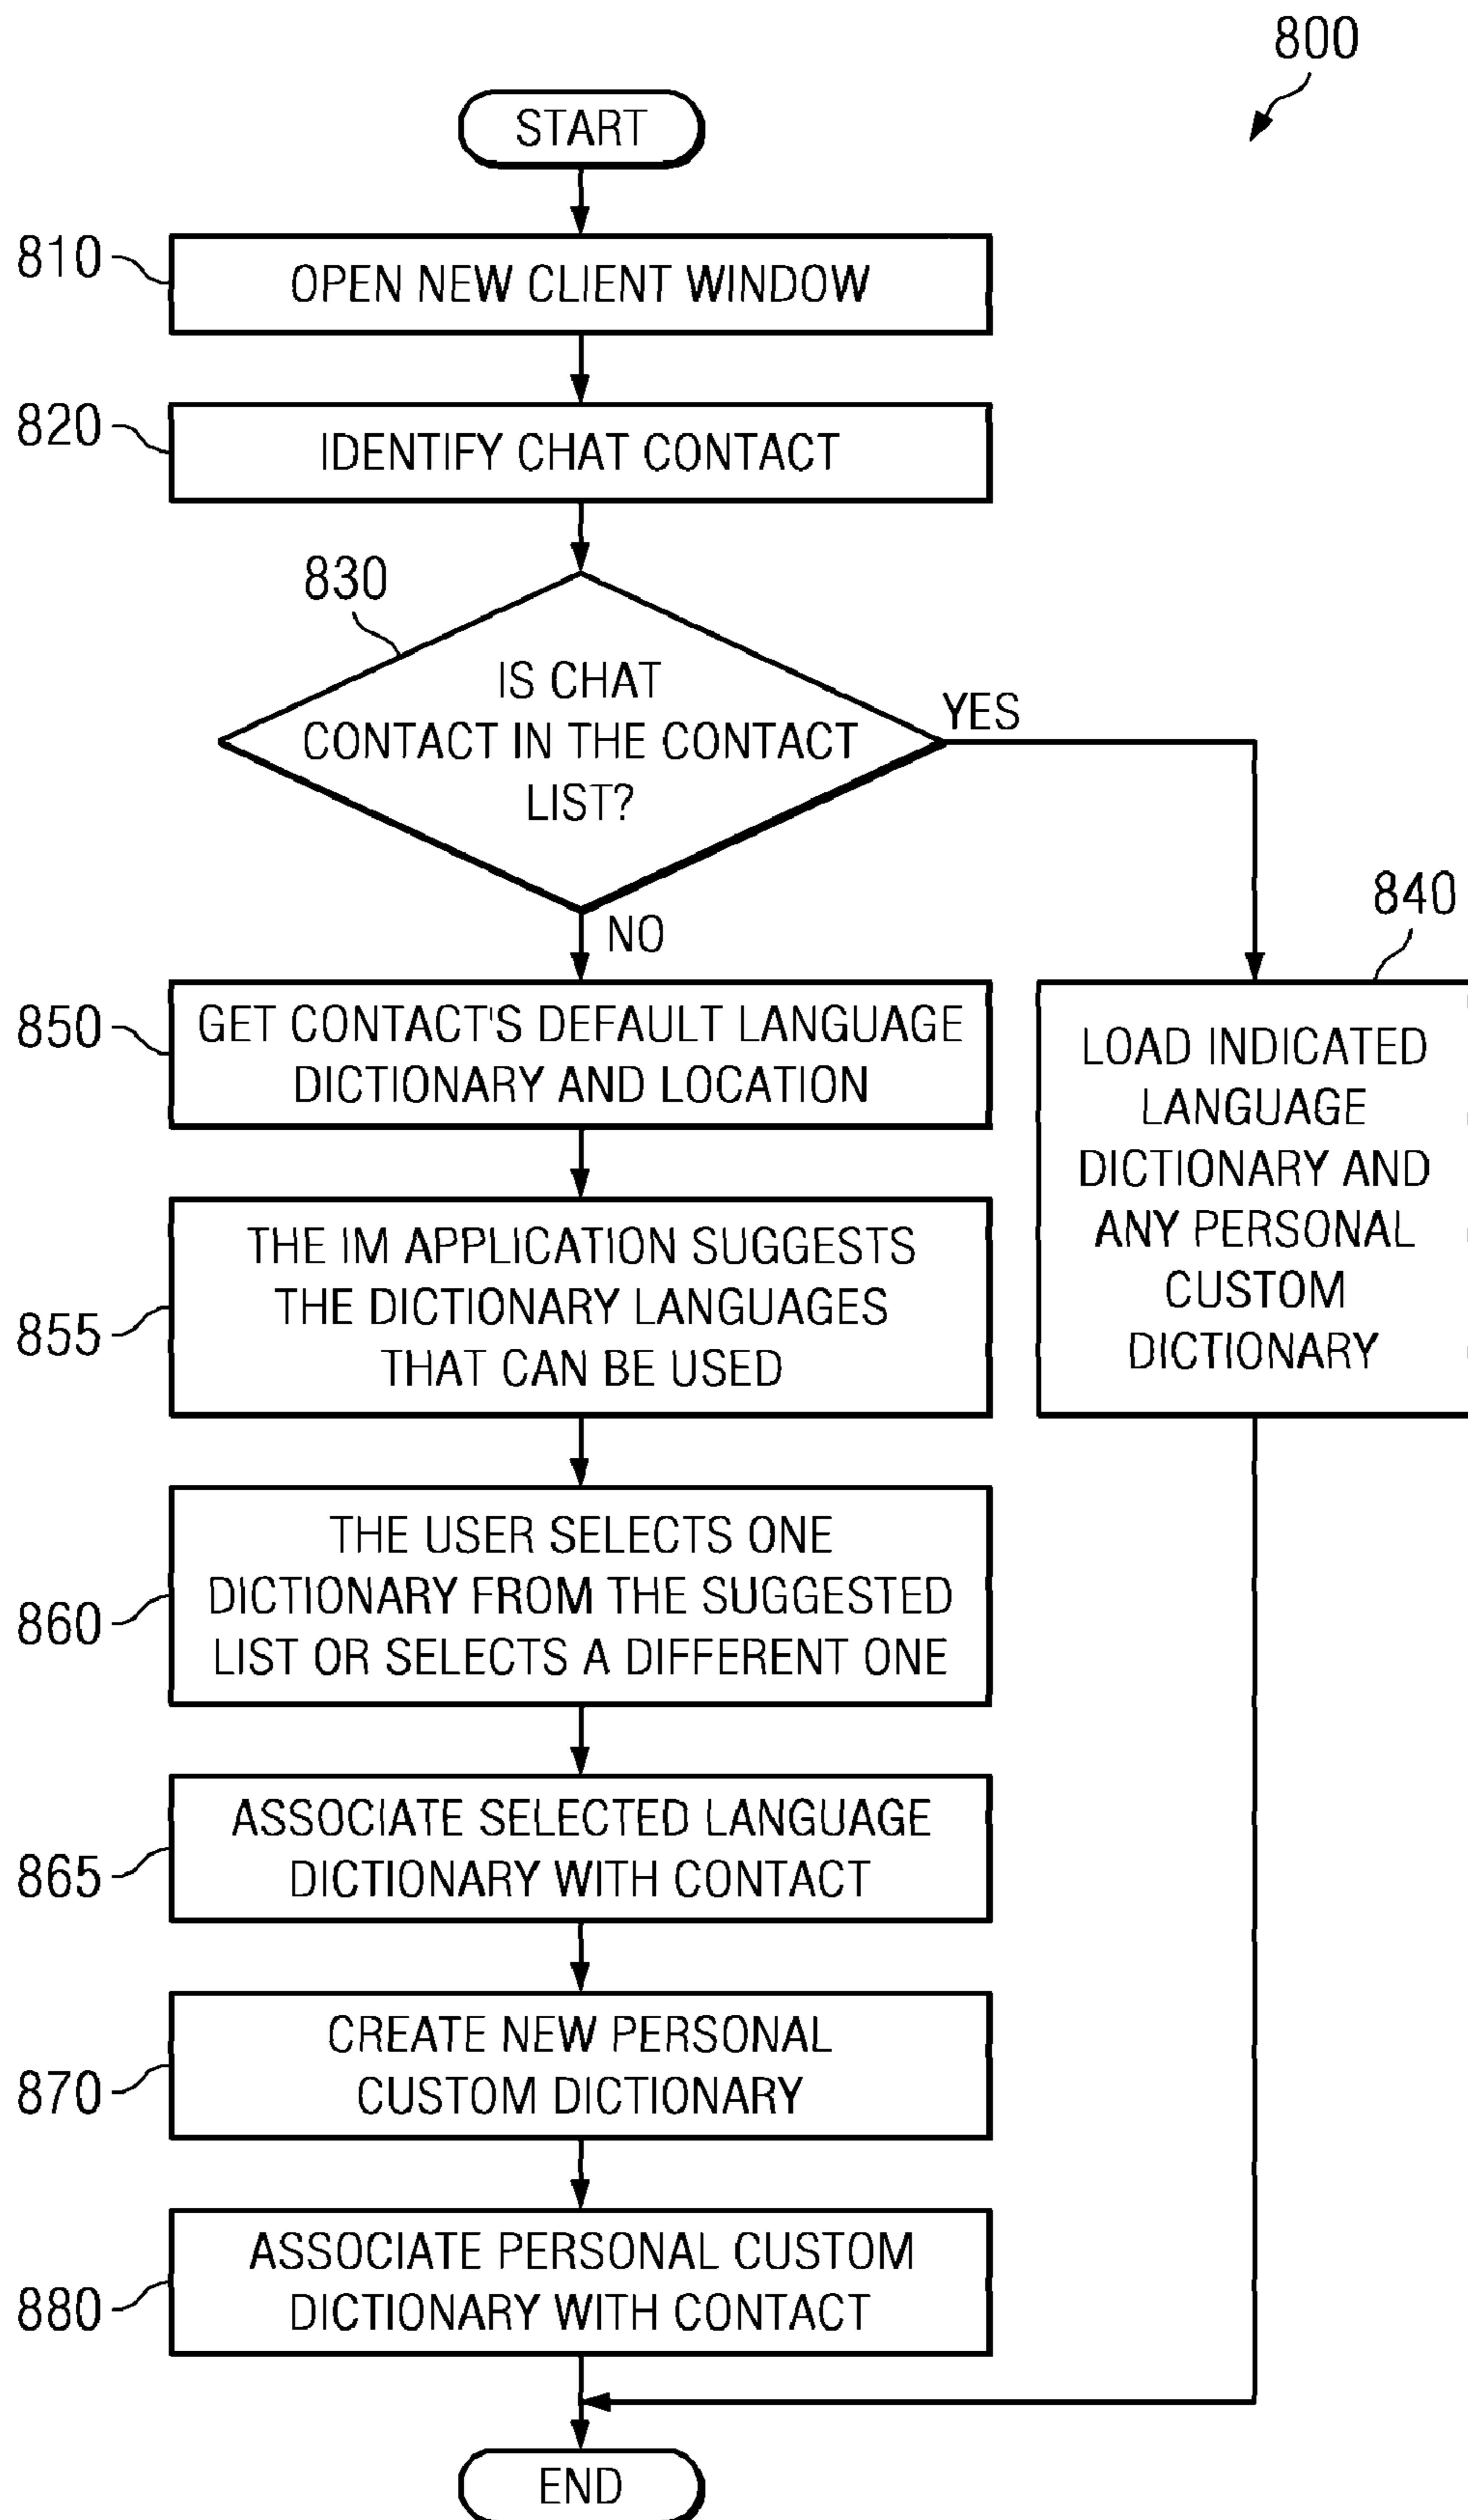 800
START
810
OPEN NEW CLIENT WINDOW
820
IDENTIFY CHAT CONTACT
830
IS CHAT
CONTACT IN THE CONTACT
LIST?
YES
NO
840
LOAD INDICATED
LANGUAGE
DICTIONARY AND
ANY PERSONAL
CUSTOM
DICTIONARY
850
GET CONTACT'S DEFAULT LANGUAGE
DICTIONARY AND LOCATION
855
THE IM APPLICATION SUGGESTS
THE DICTIONARY LANGUAGES
THAT CAN BE USED
860
THE USER SELECTS ONE
DICTIONARY FROM THE SUGGESTED
LIST OR SELECTS A DIFFERENT ONE
865
ASSOCIATE SELECTED LANGUAGE
DICTIONARY WITH CONTACT
870
CREATE NEW PERSONAL
CUSTOM DICTIONARY
880
ASSOCIATE PERSONAL CUSTOM
DICTIONARY WITH CONTACT
END